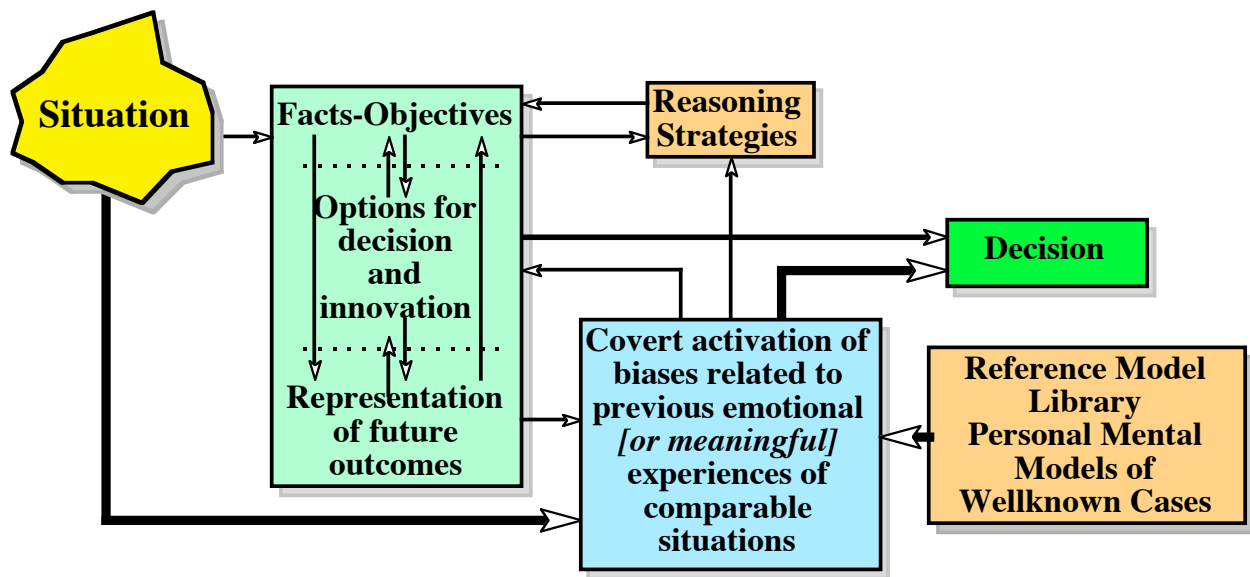 Situation
Facts-Objectives
Options for
decision
and
innovation
Representation
of future
outcomes
Reasoning
Strategies
Decision
Covert activation of
biases related to
previous emotional
[or meaningful]
experiences of
comparable
situations
Reference Model
Library
Personal Mental
Models of
Wellknown Cases